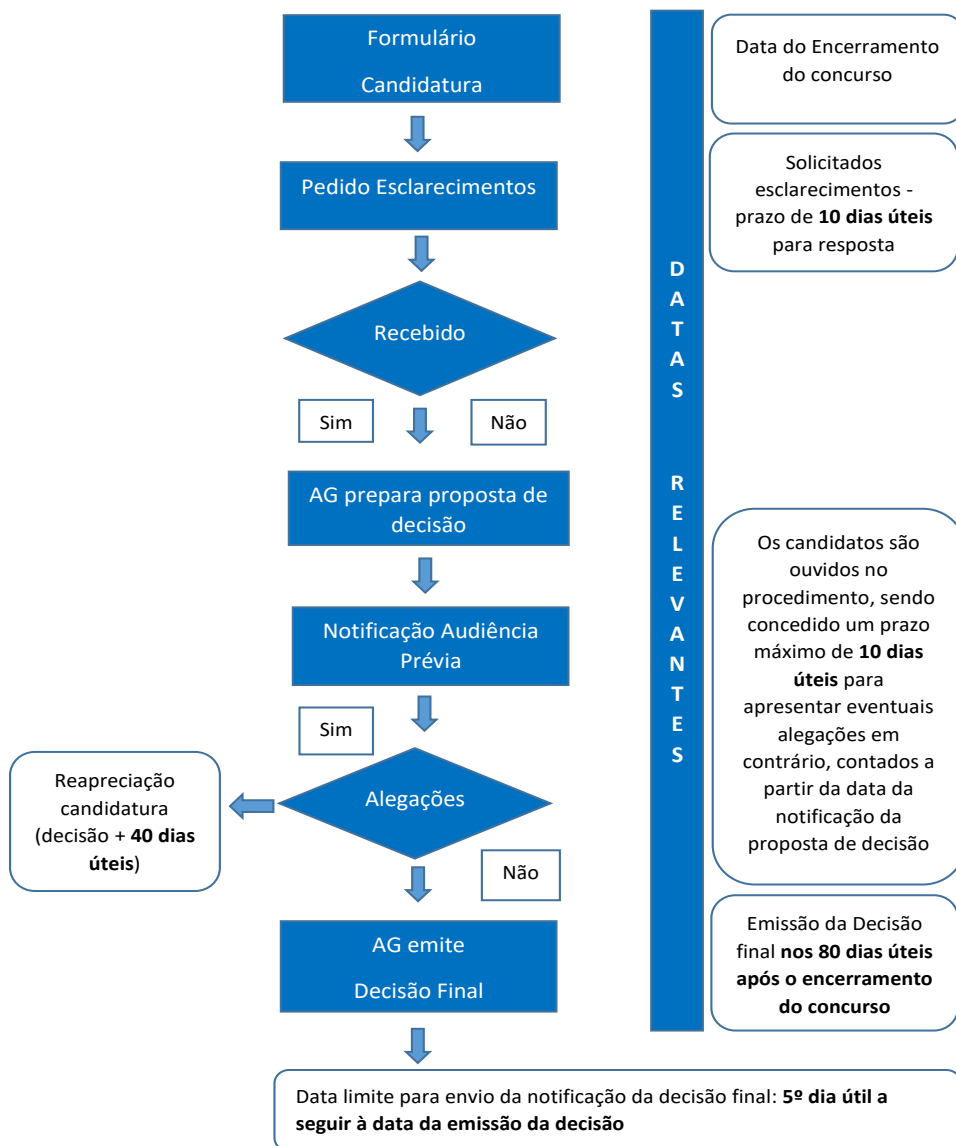 Formulário
Candidatura
Data do Encerramento
do concurso
Pedido Esclarecimentos
Solicitados
esclarecimentos -
prazo de 10 dias úteis
para resposta
Recebido
Sim
Não
AG prepara proposta de
decisão
Notificação Audiência
Prévia
Sim
Alegações
Reapreciação
candidatura
(decisão + 40 dias
úteis)
Não
AG emite
Decisão Final
D
A
T
A
S
R
E
L
E
V
A
N
T
E
S
Os candidatos são
ouvidos no
procedimento, sendo
concedido um prazo
máximo de 10 dias
úteis para
apresentar eventuais
alegações em
contrário, contados a
partir da data da
notificação da
proposta de decisão
Emissão da Decisão
final nos 80 dias úteis
após o encerramento
do concurso
Data limite para envio da notificação da decisão final: 5º dia útil a
seguir à data da emissão da decisão